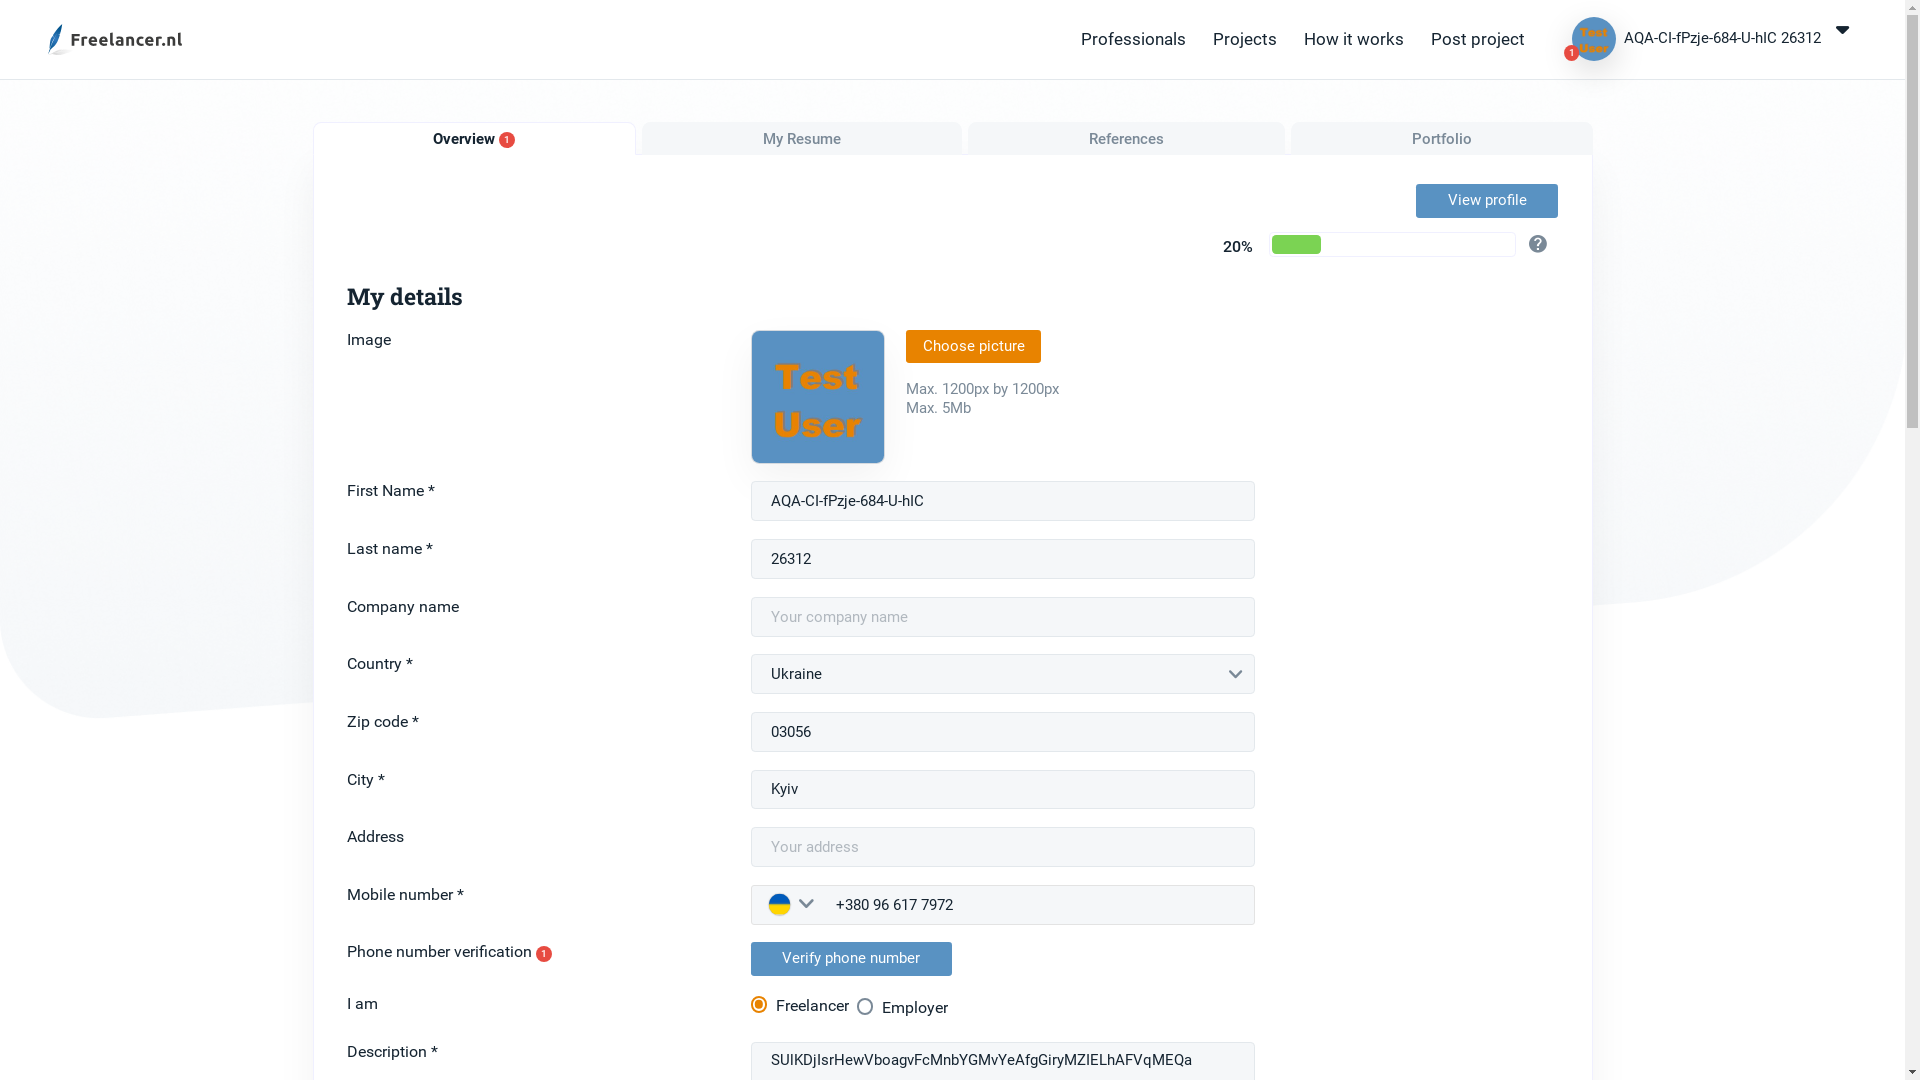 Freelancer.nl
Professionals
Projects
How it works
Post project
Test
User
1
AQA-CI-fPzje-684-U-hIC 26312
Overview 1
My Resume
References
Portfolio
View profile
20%
?
My details
Image
Test
User
Choose picture
Max. 1200px by 1200px
Max. 5Mb
First Name *
AQA-CI-fPzje-684-U-hIC
Last name *
26312
Company name
Your company name
Country *
Ukraine
Zip code *
03056
City *
Kyiv
Address
Your address
Mobile number *
+380 96 617 7972
Phone number verification 1
Verify phone number
I am
Freelancer
Employer
Description *